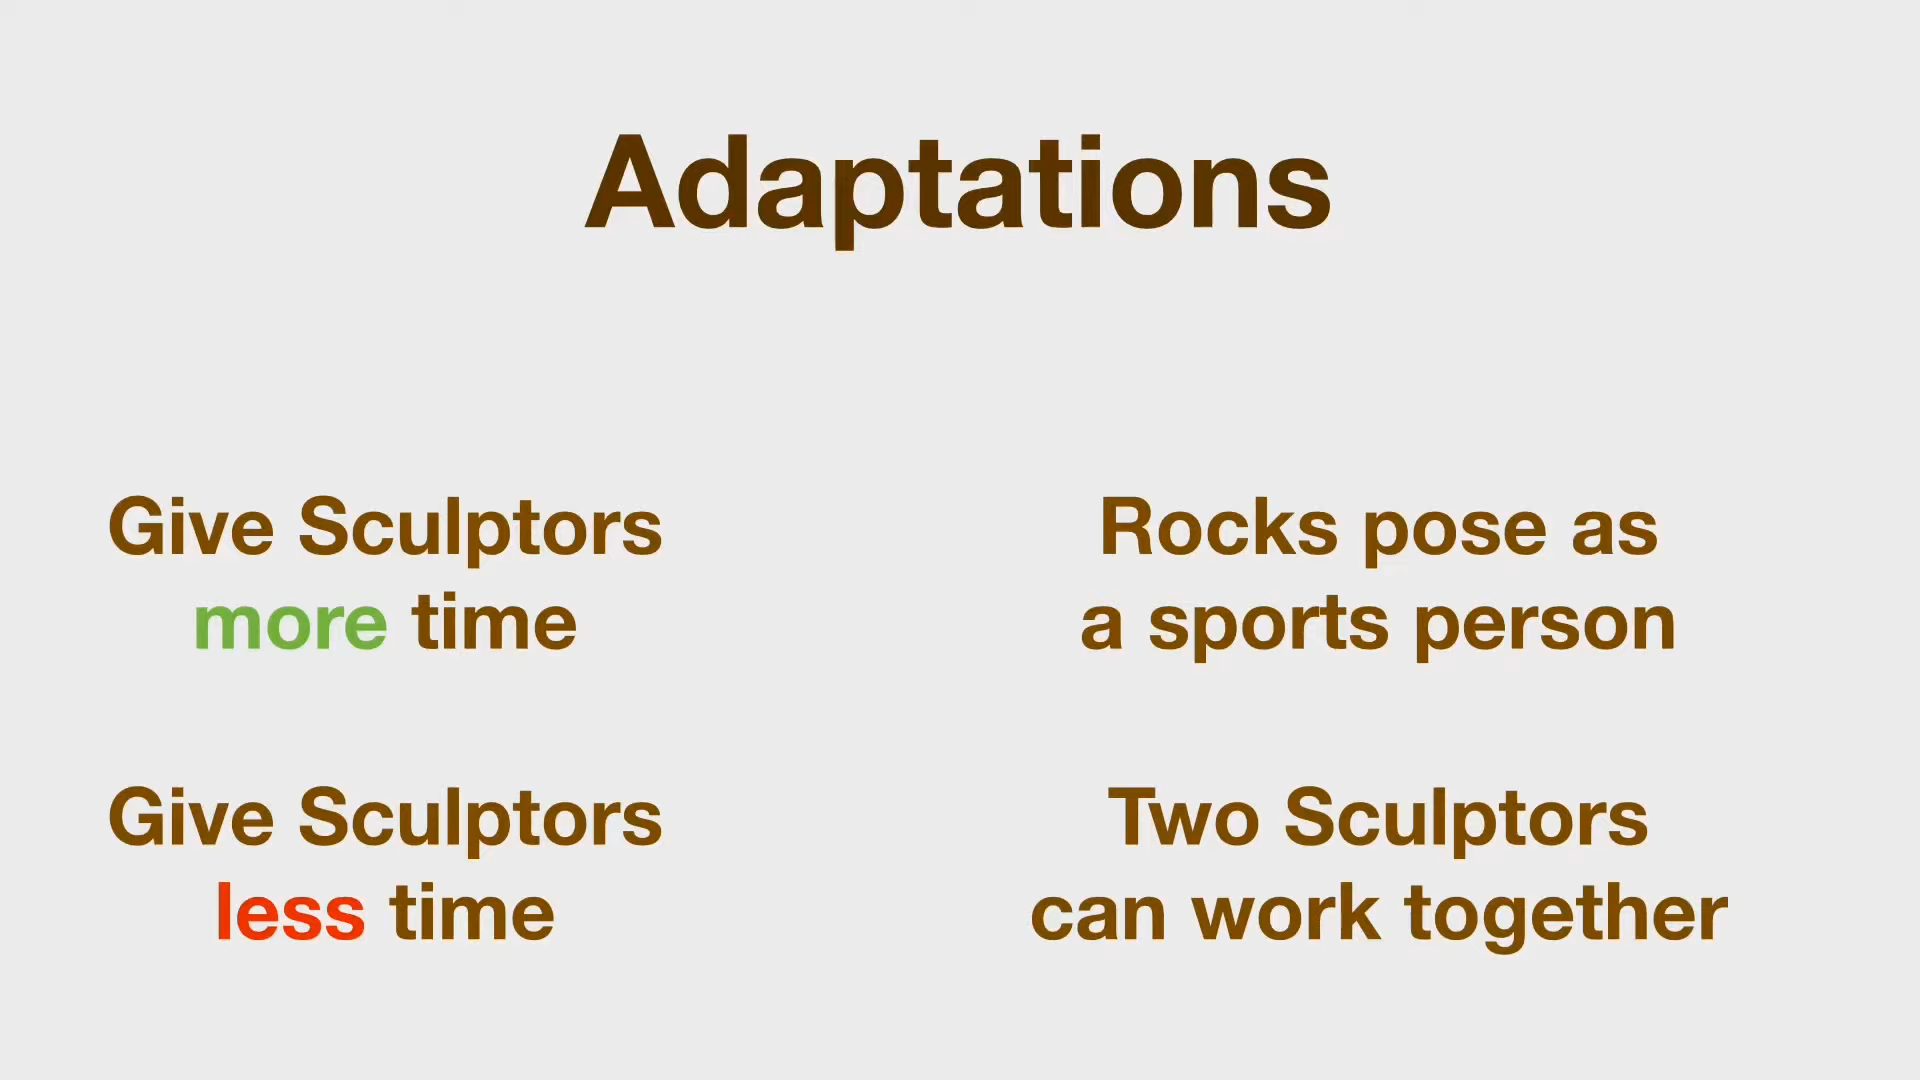 Adaptations
Give Sculptors
more time
Give Sculptors
less time
Rocks pose as
a sports person
Two Sculptors
can work together